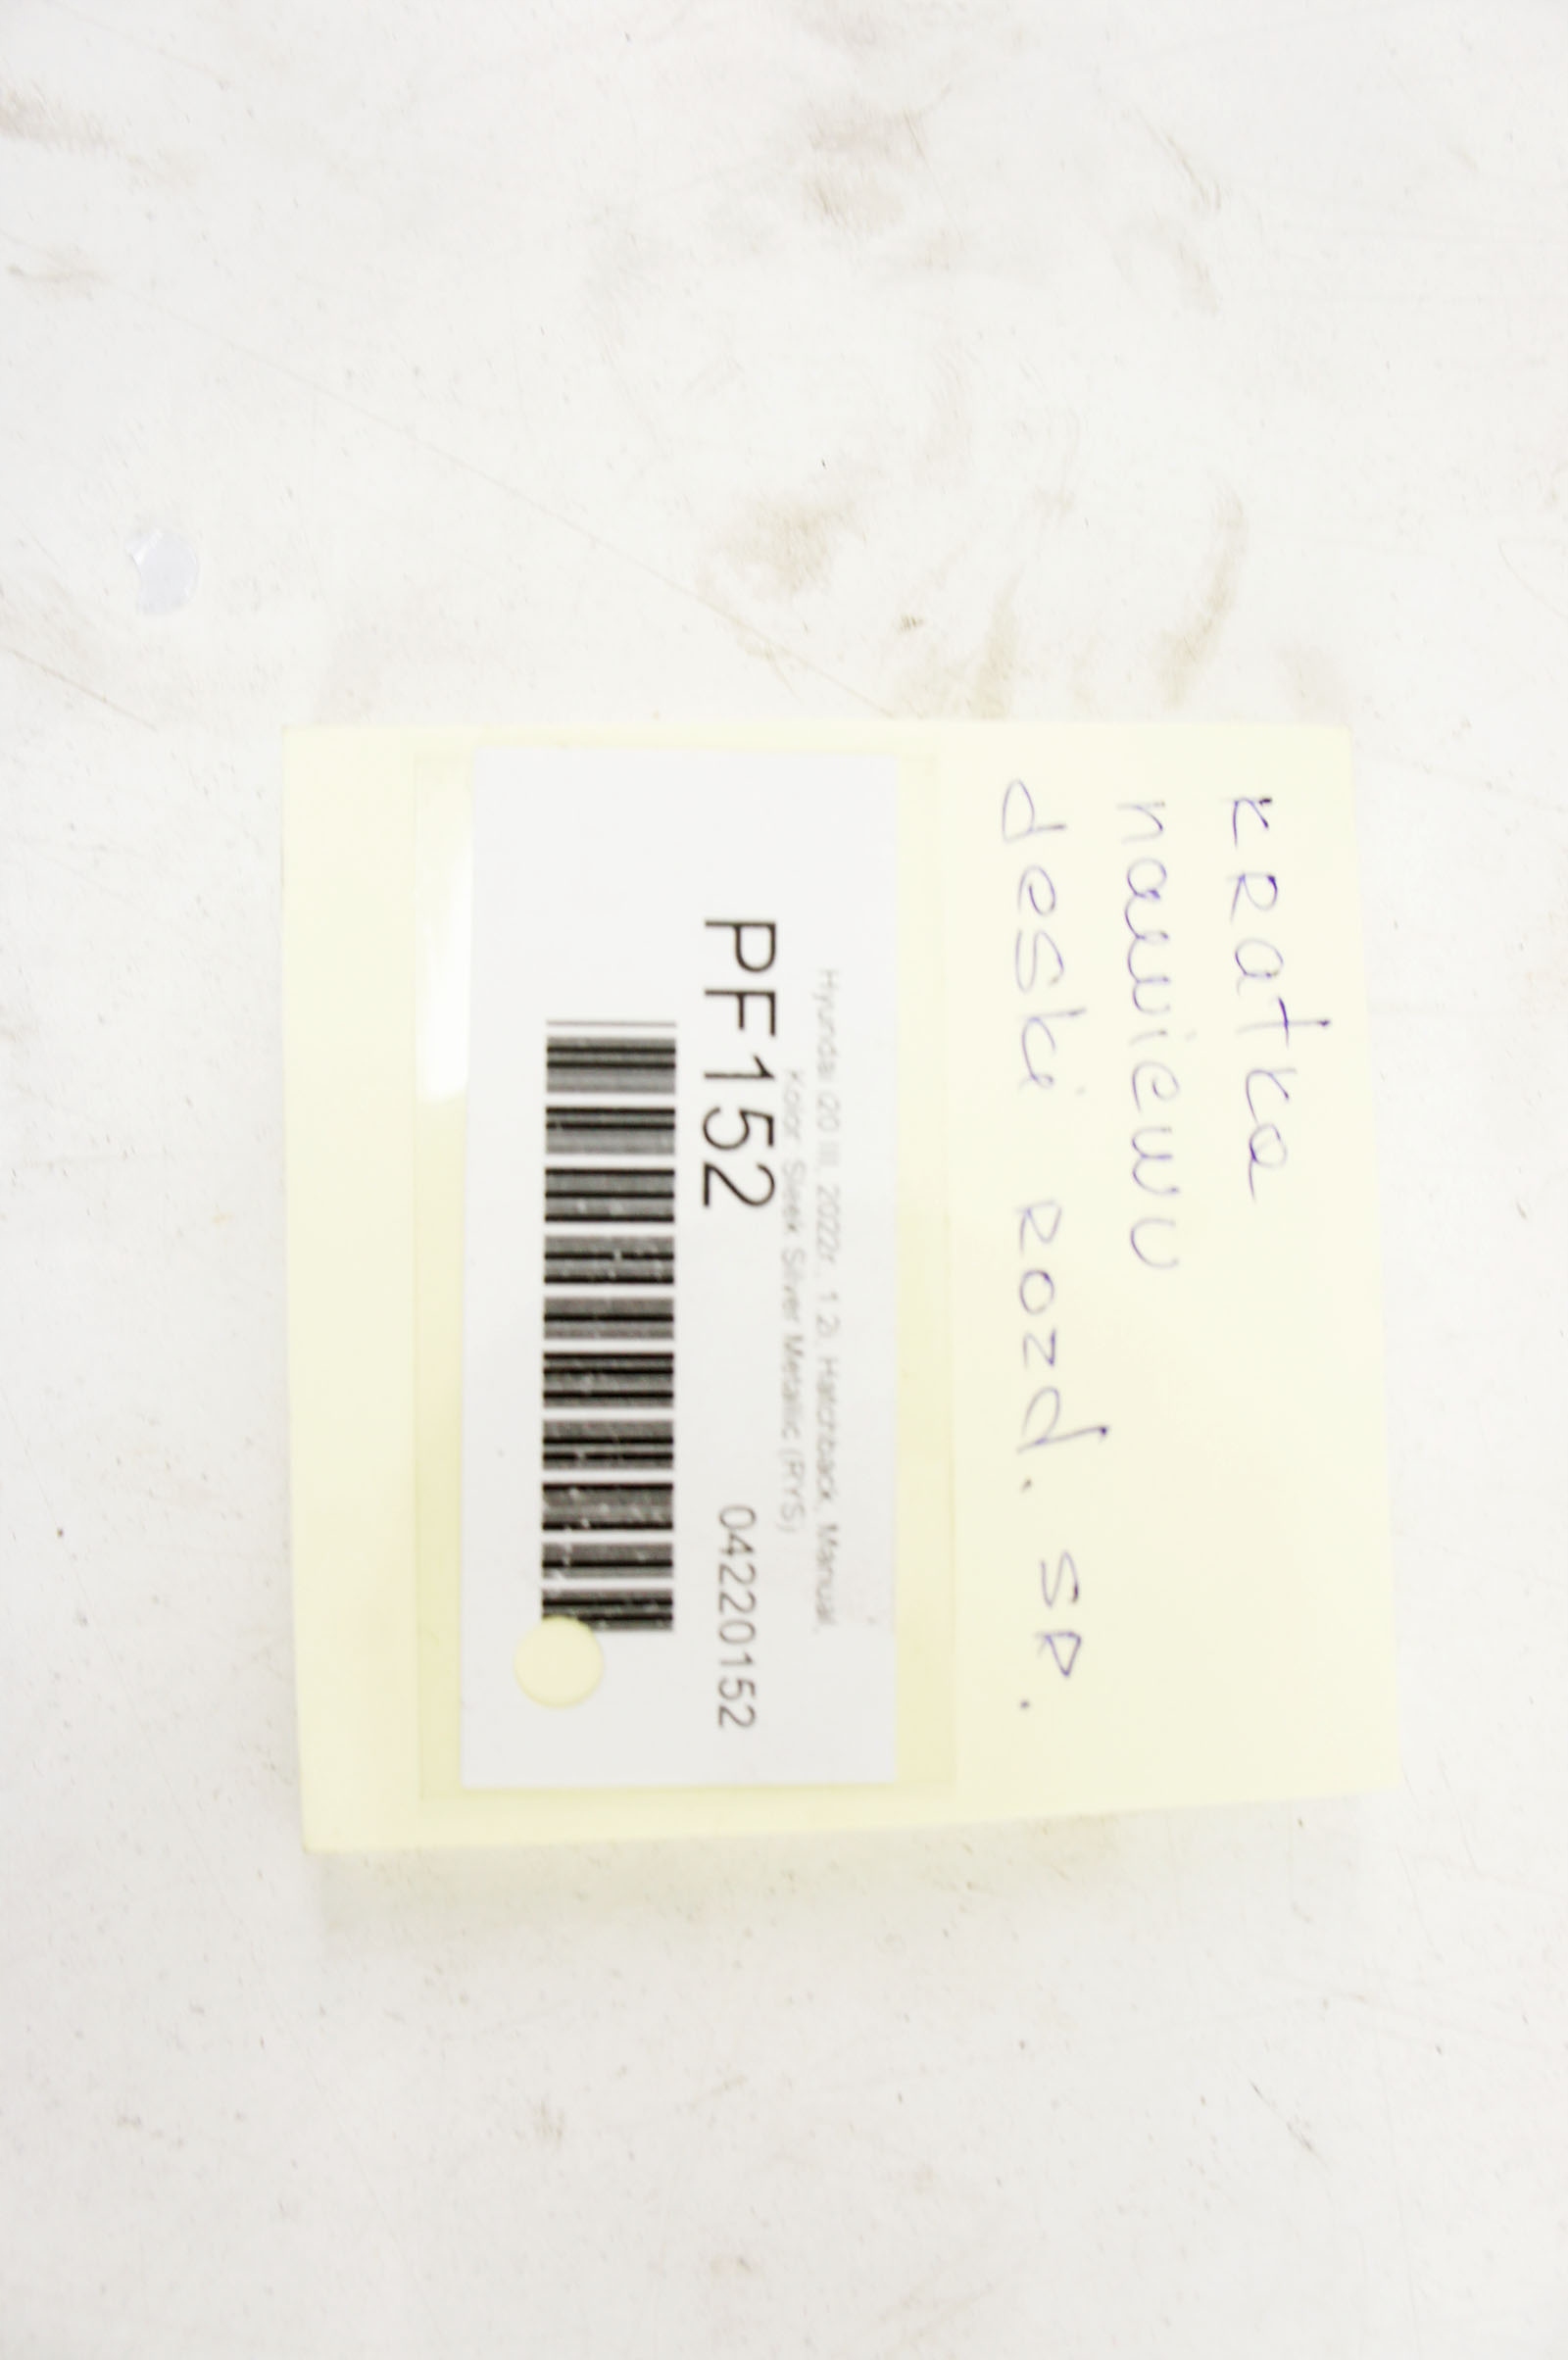 kratka
nawiewu
deski rozd. sp.
Hyundai i20 III, 2022r., 1.2i, Hatchback, Manual,
Kolor: Sleek Silver Metallic (RYS)
PF152 04220152